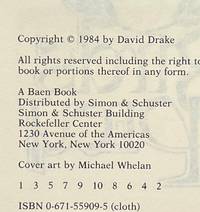 Copyright © 1984 by David Drake
All rights reserved including the right to
book or portions thereof in any form.
A Baen Book
Distributed by Simon & Schuster
Simon & Schuster Building
Rockefeller Center
1230 Avenue of the Americas
New York, New York 10020
Cover art by Michael Whelan
1 3 5 7 9 10 8 6 4 2
ISBN 0-671-55909-5 (cloth)